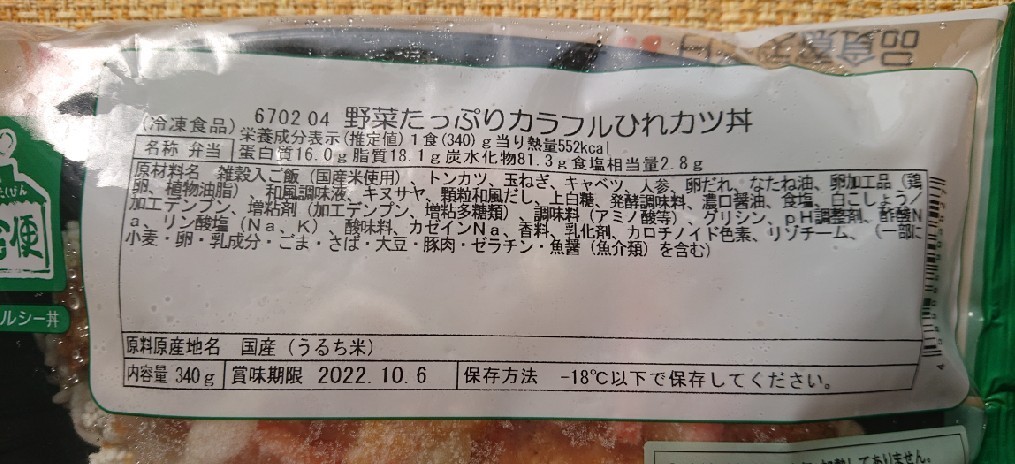 (冷凍食品) 670204 野菜たっぷりカラフルひれカツ丼
栄養成分表示(推定値)1食(340)g当り熱量552kcal
名称 弁当 蛋白質16.0g脂質18.1g炭水化物81.3g食塩相当量2.8g
原材料名 雑穀入ご飯(国産米使用)、トンカツ、玉ねぎ、キャベツ、人参、卵だれ、なたね油、卵加工品(鶏
卵、植物油脂)、和風調味液、キヌサヤ、顆粒和風だし、上白糖、発酵調味料、濃口醤油、食塩、白こしょう/
加工デンプン、増粘剤(加工デンプン、増粘多糖類)、調味料(アミノ酸等)、グリシン、pH調整剤、酢酸N
a、リン酸塩(Na、K)、酸味料、カゼインNa、香料、乳化剤、カロチノイド色素、リゾチーム、(一部に
小麦・卵・乳成分・ごま・さば・大豆・豚肉・ゼラチン・魚醤(魚介類)を含む)
原料原産地名 国産(うるち米)
内容量 340g 賞味期限 2022.10.6 保存方法 -18℃以下で保存してください。
便
ルシー丼
してありません。